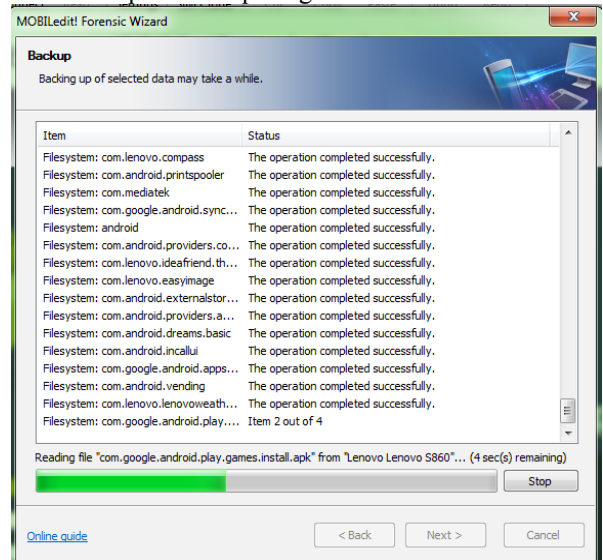 MOBILedit! Forensic Wizard
Backup
Backing up of selected data may take a while.
Item Status
Filesystem: com.lenovo.compass The operation completed successfully.
Filesystem: com.android.printspooler The operation completed successfully.
Filesystem: com.mediatek The operation completed successfully.
Filesystem: com.google.android.sync... The operation completed successfully.
Filesystem: android The operation completed successfully.
Filesystem: com.android.providers.co... The operation completed successfully.
Filesystem: com.lenovo.ideafriend.th... The operation completed successfully.
Filesystem: com.lenovo.easyimage The operation completed successfully.
Filesystem: com.android.externalstor... The operation completed successfully.
Filesystem: com.android.providers.a... The operation completed successfully.
Filesystem: com.android.dreams.basic The operation completed successfully.
Filesystem: com.android.incallui The operation completed successfully.
Filesystem: com.google.android.apps... The operation completed successfully.
Filesystem: com.android.vending The operation completed successfully.
Filesystem: com.lenovo.lenovoweath... The operation completed successfully.
Filesystem: com.google.android.play.... Item 2 out of 4
Reading file "com.google.android.play.games.install.apk" from "Lenovo Lenovo S860"... (4 sec(s) remaining)
Stop
Online guide < Back Next > Cancel